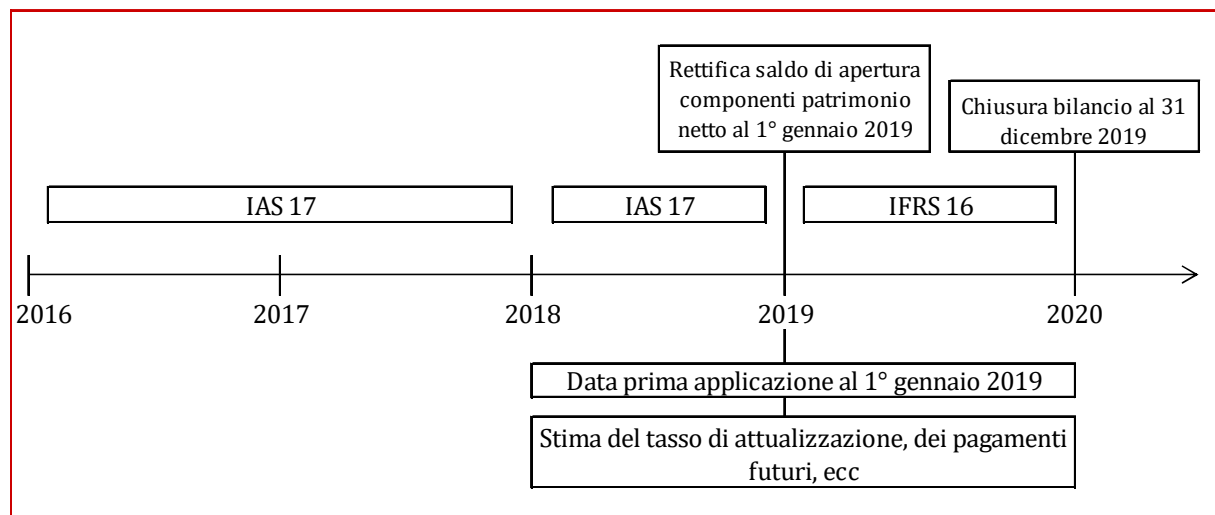 Rettifica saldo di apertura
componenti patrimonio
netto al 1° gennaio 2019
Chiusura bilancio al 31
dicembre 2019
IAS 17
IAS 17
IFRS 16
2016
2017
2018
2019
2020
Data prima applicazione al 1° gennaio 2019
Stima del tasso di attualizzazione, dei pagamenti
futuri, ecc